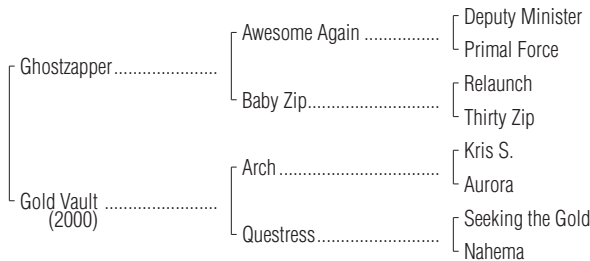 Deputy Minister
Awesome Again ................
Primal Force
Ghostzapper......................
Relaunch
Baby Zip............................
Thirty Zip
Kris S.
Arch ..................................
Aurora
Gold Vault ........................
(2000)
Seeking the Gold
Questress..........................
Nahema